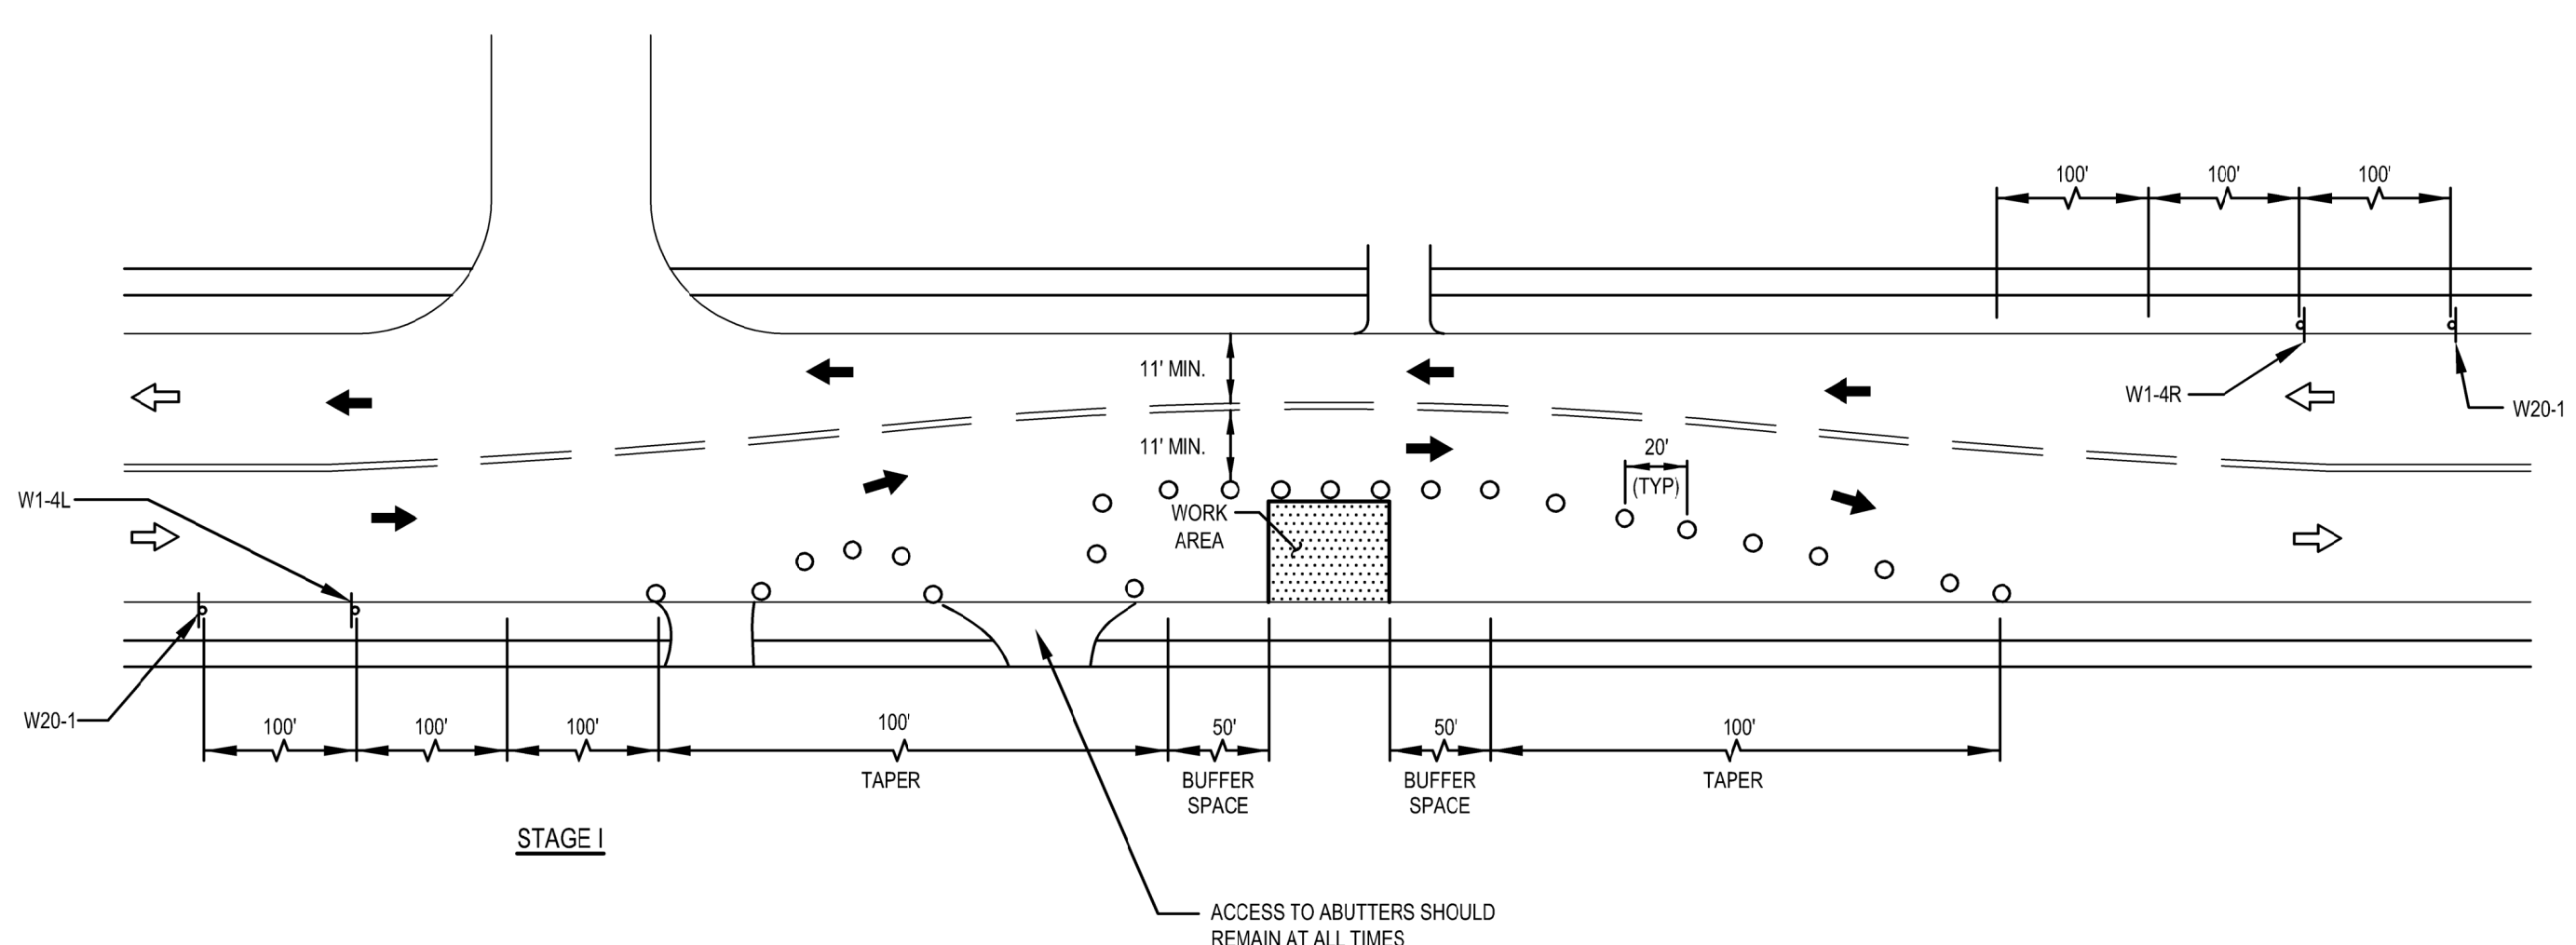 100'
100'
100'
11' MIN.
W1-4R
W20-1
11' MIN.
20'
(TYP)
W1-4L
WORK
AREA
W20-1
100'
100'
100'
100'
TAPER
50'
BUFFER
SPACE
50'
BUFFER
SPACE
100'
TAPER
STAGE I
ACCESS TO ABUTTERS SHOULD
REMAIN AT ALL TIMES